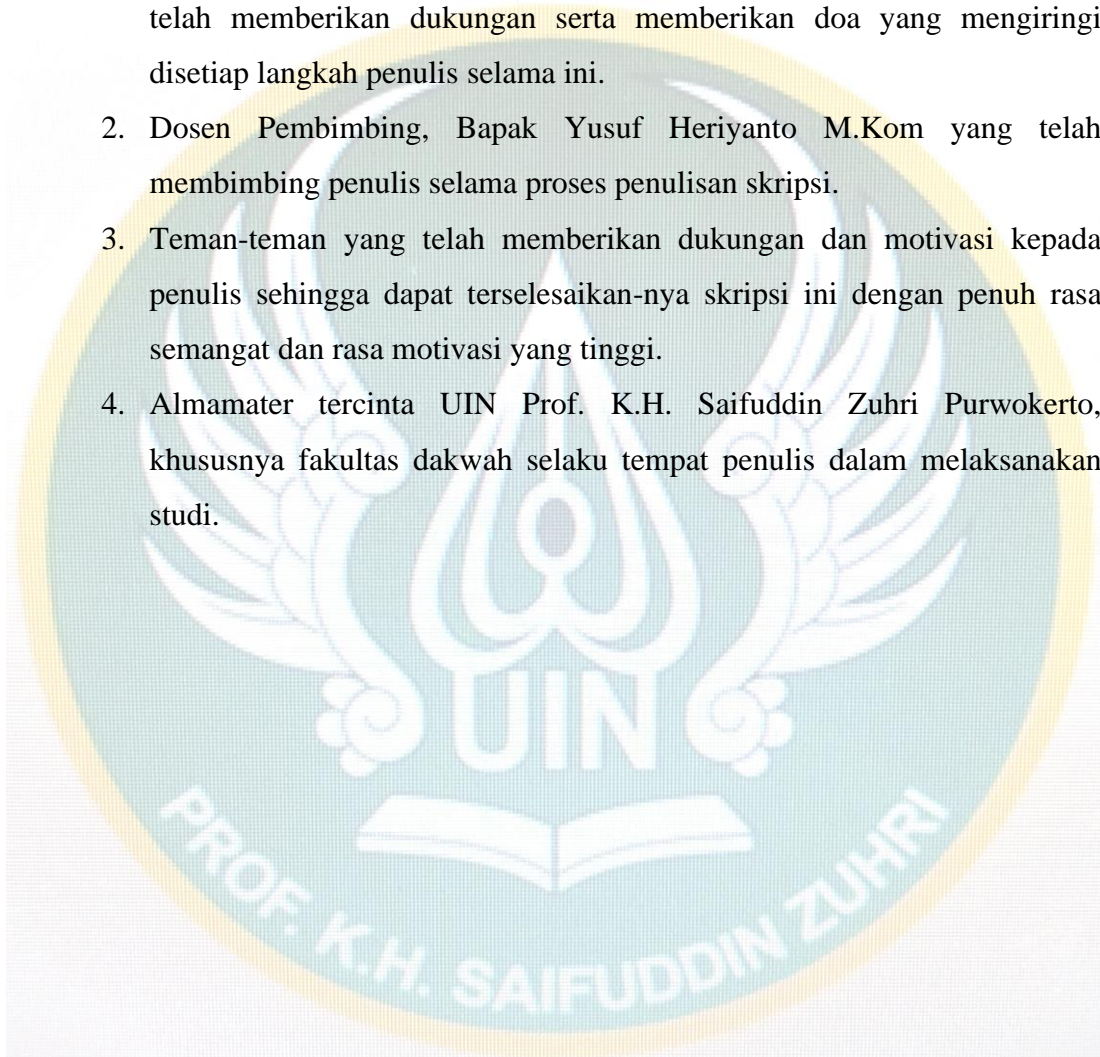 telah memberikan dukungan serta memberikan doa yang mengiringi
disetiap langkah penulis selama ini.
2. Dosen Pembimbing, Bapak Yusuf Heriyanto M.Kom yang telah
membimbing penulis selama proses penulisan skripsi.
3. Teman-teman yang telah memberikan dukungan dan motivasi kepada
penulis sehingga dapat terselesaikan-nya skripsi ini dengan penuh rasa
semangat dan rasa motivasi yang tinggi.
4. Almamater tercinta UIN Prof. K.H. Saifuddin Zuhri Purwokerto,
khususnya fakultas dakwah selaku tempat penulis dalam melaksanakan
studi.
UIN
PROF. K.H. SAIFUDDIN ZUHRI